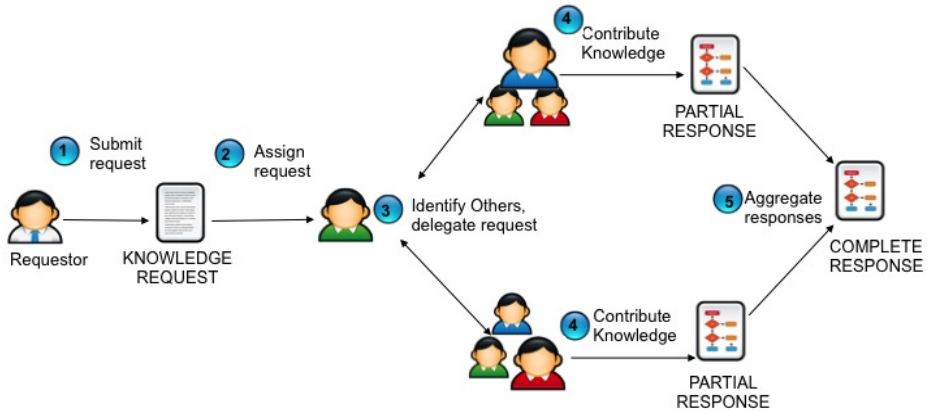 1 Submit
request
Requestor
KNOWLEDGE
REQUEST
2 Assign
request
3 Identify Others,
delegate request
4 Contribute
Knowledge
PARTIAL
RESPONSE
4 Contribute
Knowledge
PARTIAL
RESPONSE
5 Aggregate
responses
COMPLETE
RESPONSE